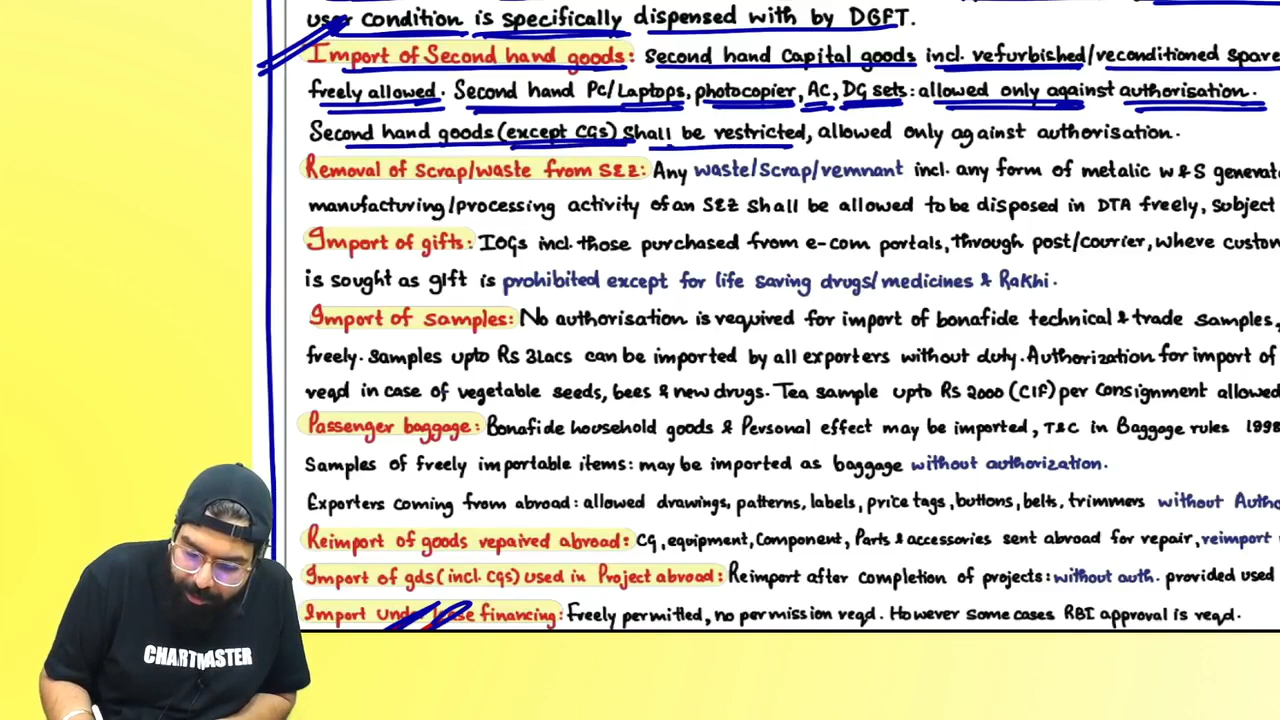 user condition is specifically dispensed with by DGFT.
Import of Second hand goods: Second hand Capital goods incl. refurbished/reconditioned spare
freely allowed. Second hand PC/Laptops, photocopier, AC, DG sets: allowed only against authorisation.
Second hand goods (except CGs) Shall be restricted, allowed only against authorisation.
Removal of Scrap/waste from SEZ: Any waste/Scrap/remnant incl. any form of metalic w & S generat
manufacturing/processing activity of an SEZ Shall be allowed to be disposed in DTA freely, subject
Import of gifts: IOGs incl. those purchased from e-com portals, through post/courier, where custom
is sought as gift is prohibited except for life saving drugs/medicines & Rakhi.
Import of samples: No authorisation is required for import of bonafide technical & trade samples,
freely. Samples upto Rs 3Lacs can be imported by all exporters without duty. Authorization for import of
reqd in case of vegetable seeds, bees & new drugs. Tea sample upto Rs 2000 (CIF) per Consignment allowed
Passenger baggage: Bonafide household goods & Personal effect may be imported, T&C in Baggage rules 1998
Samples of freely importable items: may be imported as baggage without authorization.
Exporters coming from abroad: allowed drawings, patterns, labels, price tags, buttons, belts, trimmers without Autho
Reimport of goods repaired abroad: CG, equipment, Component, Parts & accessories sent abroad for repair, reimport
Import of gds (incl. CGs) used in Project abroad: Reimport after completion of projects: without auth. provided used
Import under lease financing: Freely permitted, no permission reqd. However some cases RBI approval is reqd.
CHARTMASTER